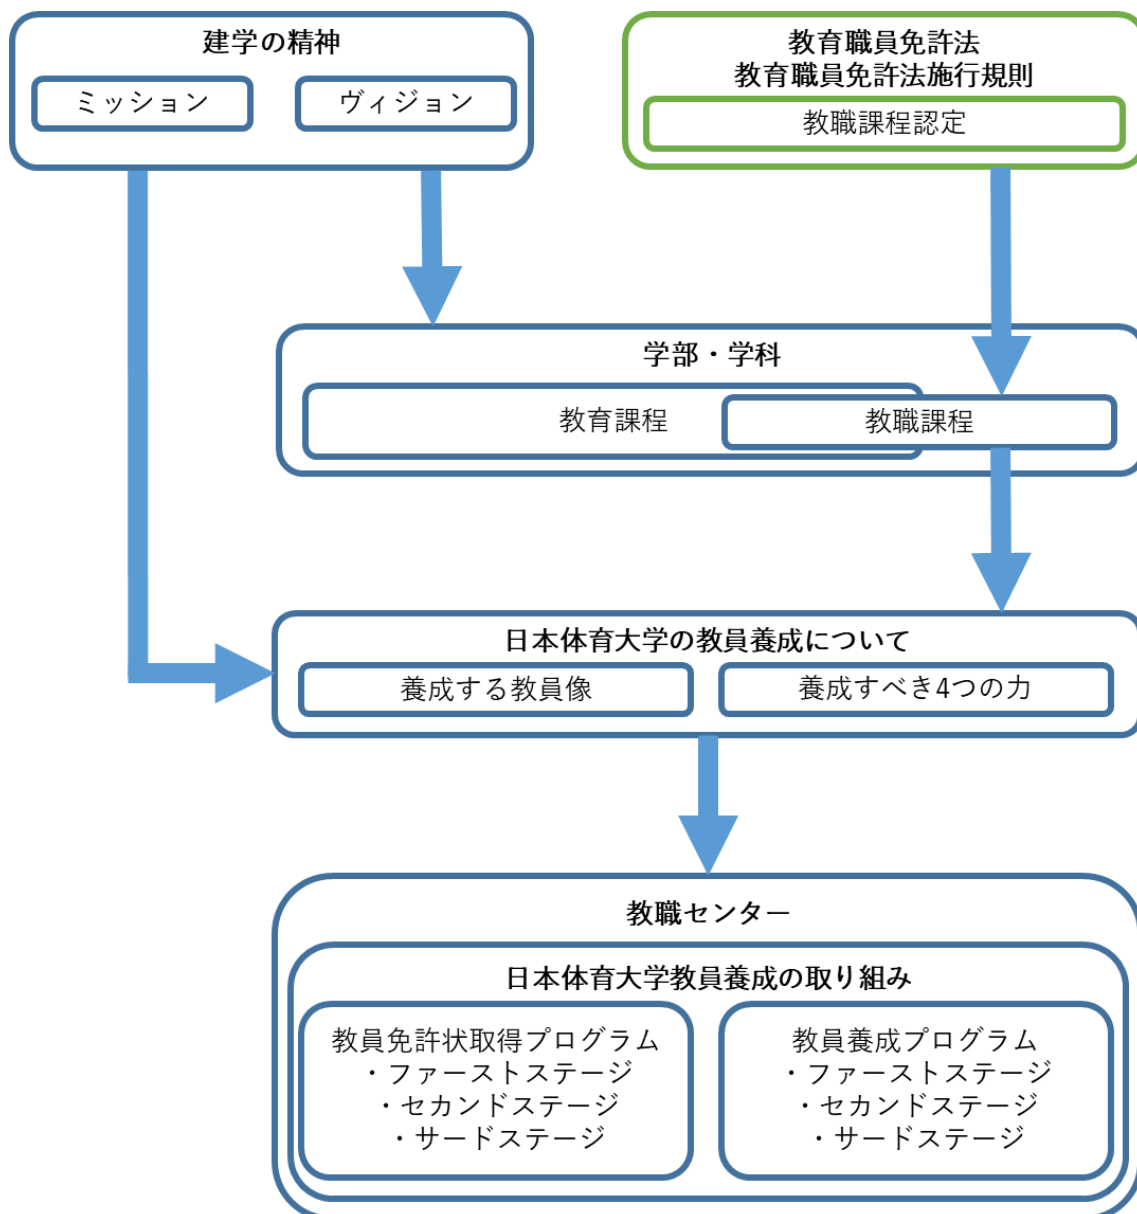 建学の精神
ミッション
ヴィジョン
教育職員免許法
教育職員免許法施行規則
教職課程認定
学部・学科
教育課程
教職課程
日本体育大学の教員養成について
養成する教員像
養成すべき4つの力
教職センター
日本体育大学教員養成の取り組み
教員免許状取得プログラム
・ファーストステージ
・セカンドステージ
・サードステージ
教員養成プログラム
・ファーストステージ
・セカンドステージ
・サードステージ